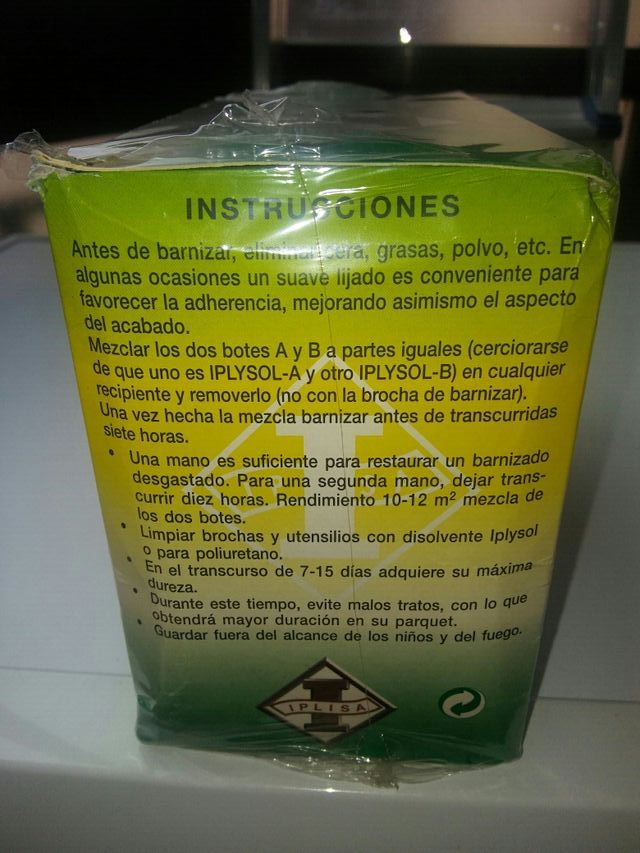 INSTRUCCIONES
Antes de barnizar, eliminar cera, grasas, polvo, etc. En
algunas ocasiones un suave lijado es conveniente para
favorecer la adherencia, mejorando asimismo el aspecto
del acabado.
Mezclar los dos botes A y B a partes iguales (cerciorarse
de que uno es IPLYSOL-A y otro IPLYSOL-B) en cualquier
recipiente y removerlo (no con la brocha de barnizar).
Una vez hecha la mezcla barnizar antes de transcurridas
siete horas.
• Una mano es suficiente para restaurar un barnizado
desgastado. Para una segunda mano, dejar trans-
currir diez horas. Rendimiento 10-12 m² mezcla de
los dos botes.
• Limpiar brochas y utensilios con disolvente Iplysol
o para poliuretano.
• En el transcurso de 7-15 días adquiere su máxima
dureza.
• Durante este tiempo, evite malos tratos, con lo que
obtendrá mayor duración en su parquet.
• Guardar fuera del alcance de los niños y del fuego.
IPLISA